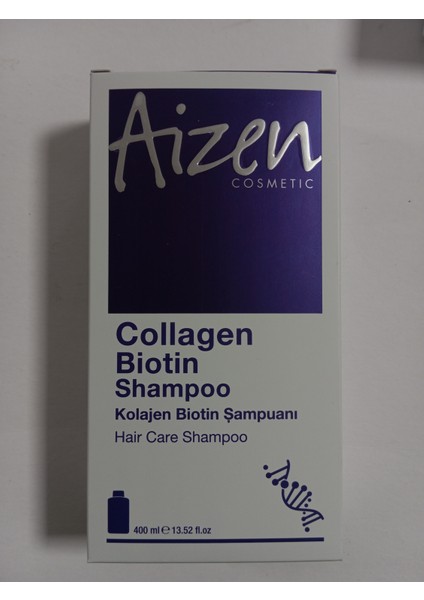 Aizen
COSMETIC
Collagen
Biotin
Shampoo
Kolajen Biotin Şampuanı
Hair Care Shampoo
400 ml ℮ 13.52 fl.oz